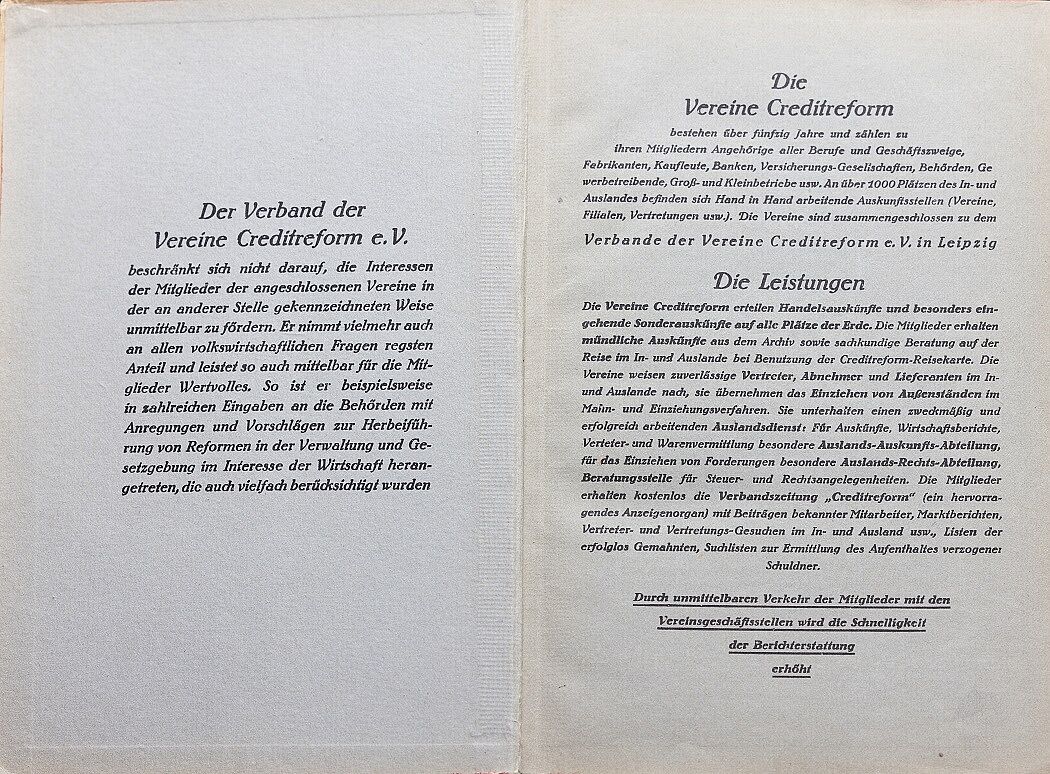 Der Verband der
Vereine Creditreform e. V.
beschränkt sich nicht darauf, die Interessen
der Mitglieder der angeschlossenen Vereine in
der an anderer Stelle gekennzeichneten Weise
unmittelbar zu fördern. Er nimmt vielmehr auch
an allen volkswirtschaftlichen Fragen regsten
Anteil und leistet so auch mittelbar für die Mit-
glieder Wertvolles. So ist er beispielsweise
in zahlreichen Eingaben an die Behörden mit
Anregungen und Vorschlägen zur Herbeifüh-
rung von Reformen in der Verwaltung und Ge-
setzgebung im Interesse der Wirtschaft heran-
getreten, die auch vielfach berücksichtigt wurden
Die
Vereine Creditreform
bestehen über fünfzig Jahre und zählen zu
ihren Mitgliedern Angehörige aller Berufe und Geschäftszweige,
Fabrikanten, Kaufleute, Banken, Versicherungs-Gesellschaften, Behörden, Ge
werbetreibende, Groß- und Kleinbetriebe usw. An über 1000 Plätzen des In- und
Auslandes befinden sich Hand in Hand arbeitende Auskunftsstellen (Vereine,
Filialen, Vertretungen usw.). Die Vereine sind zusammengeschlossen zu dem
Verbande der Vereine Creditreform e. V. in Leipzig
Die Leistungen
Die Vereine Creditreform erteilen Handelsauskünfte und besonders ein-
gehende Sonderauskünfte auf alle Plätze der Erde. Die Mitglieder erhalten
mündliche Auskünfte aus dem Archiv sowie sachkundige Beratung auf der
Reise im In- und Auslande bei Benutzung der Creditreform-Reisekarte. Die
Vereine weisen zuverlässige Vertreter, Abnehmer und Lieferanten im In-
und Auslande nach, sie übernehmen das Einziehen von Außenständen im
Mahn- und Einziehungsverfahren. Sie unterhalten einen zweckmäßig und
erfolgreich arbeitenden Auslandsdienst: Für Auskünfte, Wirtschaftsberichte,
Verteter- und Warenvermittlung besondere Auslands-Auskunfts-Abteilung,
für das Einziehen von Forderungen besondere Auslands-Rechts-Abteilung,
Beratungsstelle für Steuer- und Rechtsangelegenheiten. Die Mitglieder
erhalten kostenlos die Verbandszeitung „Creditreform“ (ein hervorra-
gendes Anzeigenorgan) mit Beiträgen bekannter Mitarbeiter, Marktberichten,
Vertreter- und Vertretungs-Gesuchen im In- und Ausland usw., Listen der
erfolglos Gemahnten, Suchlisten zur Ermittlung des Aufenthaltes verzogener
Schuldner.
Durch unmittelbaren Verkehr der Mitglieder mit den
Vereinsgeschäftsstellen wird die Schnelligkeit
der Berichterstattung
erhöht